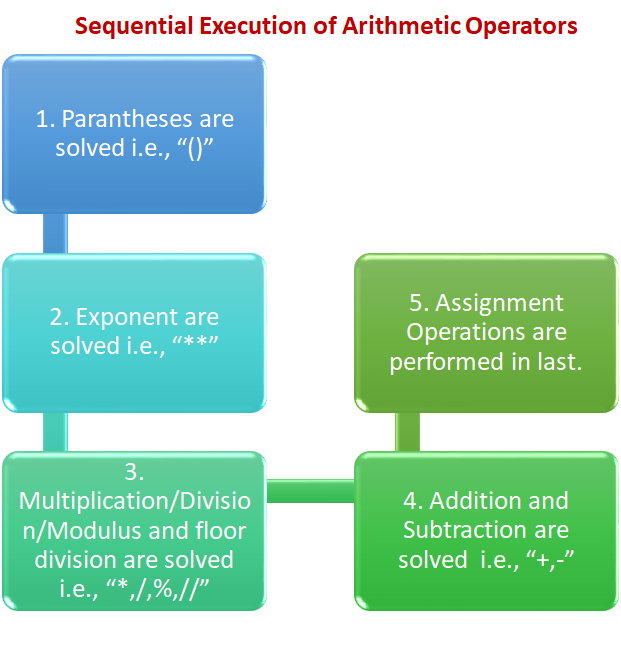 Sequential Execution of Arithmetic Operators
1. Parantheses are
solved i.e., “()”
2. Exponent are
solved i.e., “**”
3.
Multiplication/Divisio
n/Modulus and floor
division are solved
i.e., “*,/,%,//”
4. Addition and
Subtraction are
solved  i.e., “+,-”
5. Assignment
Operations are
performed in last.